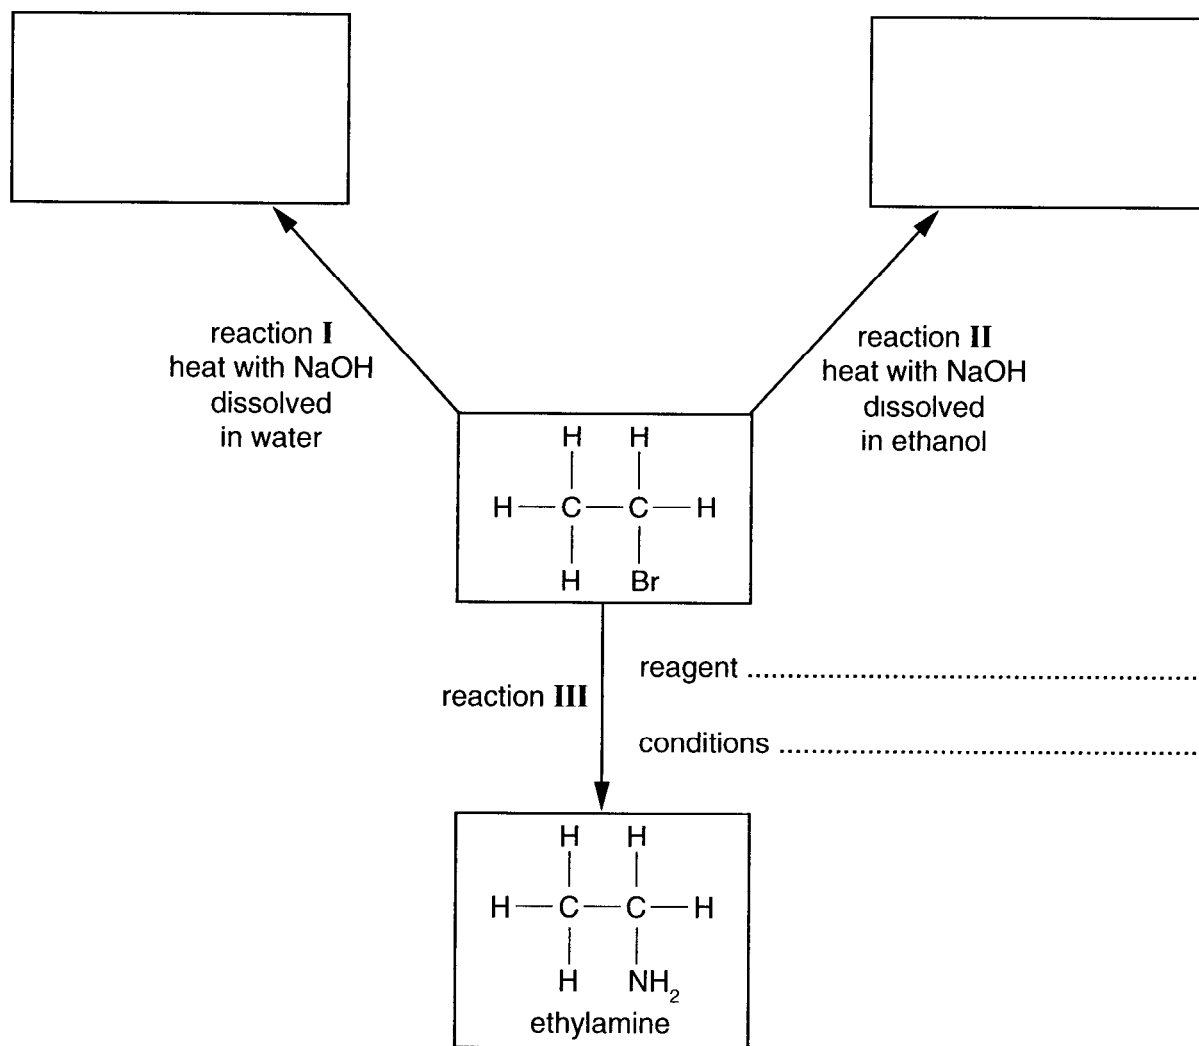 reaction I
heat with NaOH
dissolved
in water
reaction II
heat with NaOH
dissolved
in ethanol
H H
H C C H
H Br
reaction III
reagent ........................................................
conditions ....................................................
H H
H C C H
H NH₂
ethylamine